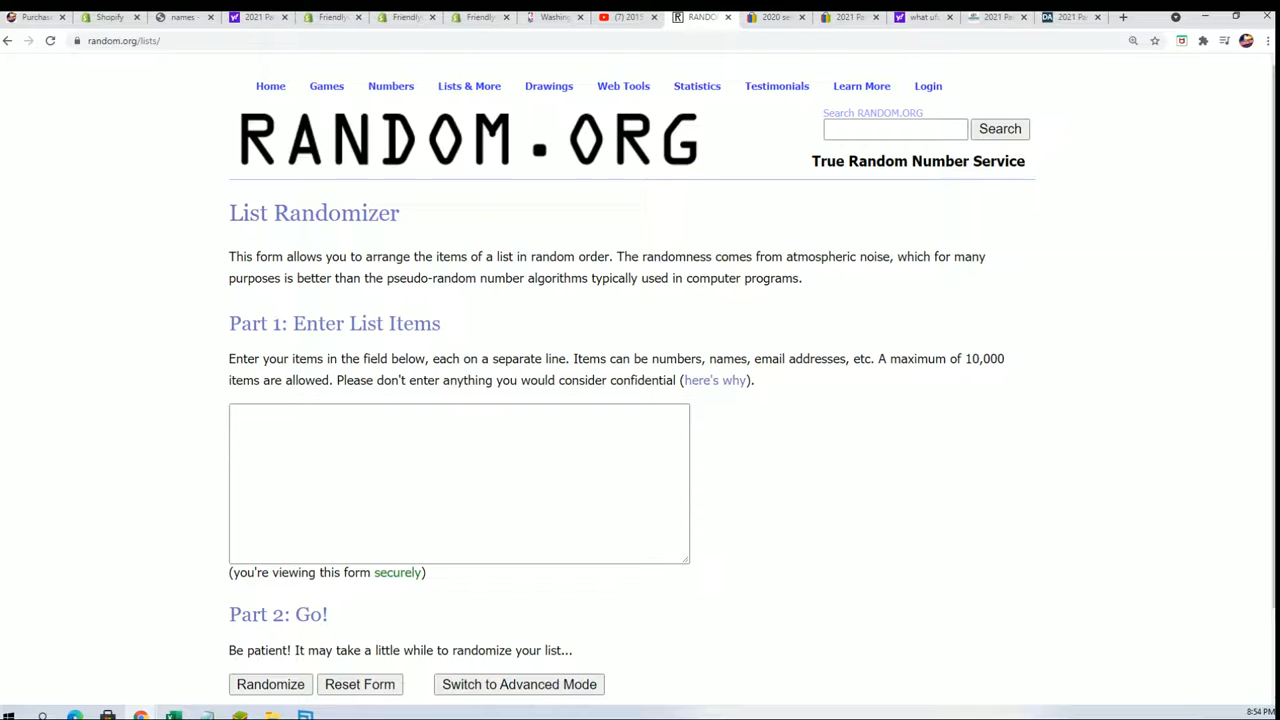 Purchase
Shopify
names -
2021 Pa
Friendly
Friendly
Friendly
Washing
(7) 2015
RANDO
2020 se
2021 Pa
what uf
2021 Pa
2021 Pa
random.org/lists/
Home Games Numbers Lists & More Drawings Web Tools Statistics Testimonials Learn More Login
Search RANDOM.ORG
RANDOM.ORG
Search
True Random Number Service
List Randomizer
This form allows you to arrange the items of a list in random order. The randomness comes from atmospheric noise, which for many
purposes is better than the pseudo-random number algorithms typically used in computer programs.
Part 1: Enter List Items
Enter your items in the field below, each on a separate line. Items can be numbers, names, email addresses, etc. A maximum of 10,000
items are allowed. Please don't enter anything you would consider confidential (here's why).
(you're viewing this form securely)
Part 2: Go!
Be patient! It may take a little while to randomize your list...
Randomize Reset Form Switch to Advanced Mode
8:54 PM